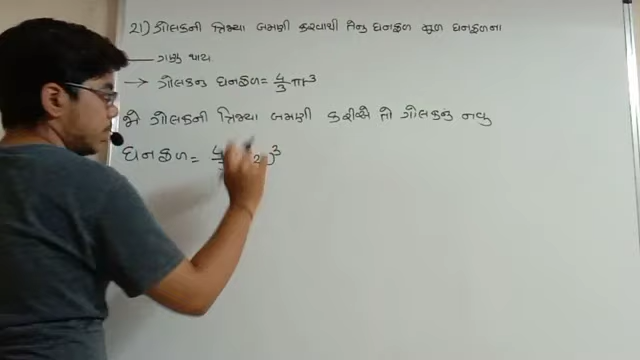 21) ગોલકની ત્રિજ્યા બમણી કરવાથી તેનુ ઘનફળ મૂળ ઘનફળના
—— ગણુ થાય
→ ગોલકનુ ઘનફળ = 4/3 πr³
જો ગોલકની ત્રિજ્યા બમણી કરીએ તો ગોલકનુ નવુ
ઘનફળ =